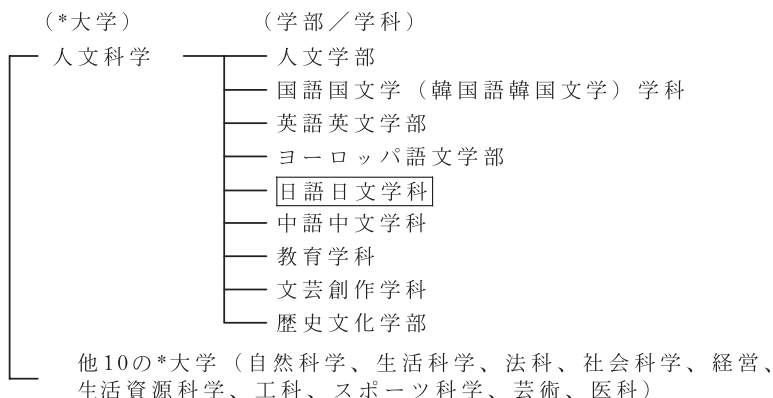 （*大学）（学部／学科）
人文科学 人文学部
国語国文学（韓国語韓国文学）学科
英語英文学部
ヨーロッパ語文学部
日語日文学科
中語中文学科
教育学科
文芸創作学科
歴史文化学部
他10の*大学（自然科学、生活科学、法科、社会科学、経営、
生活資源科学、工科、スポーツ科学、芸術、医科）